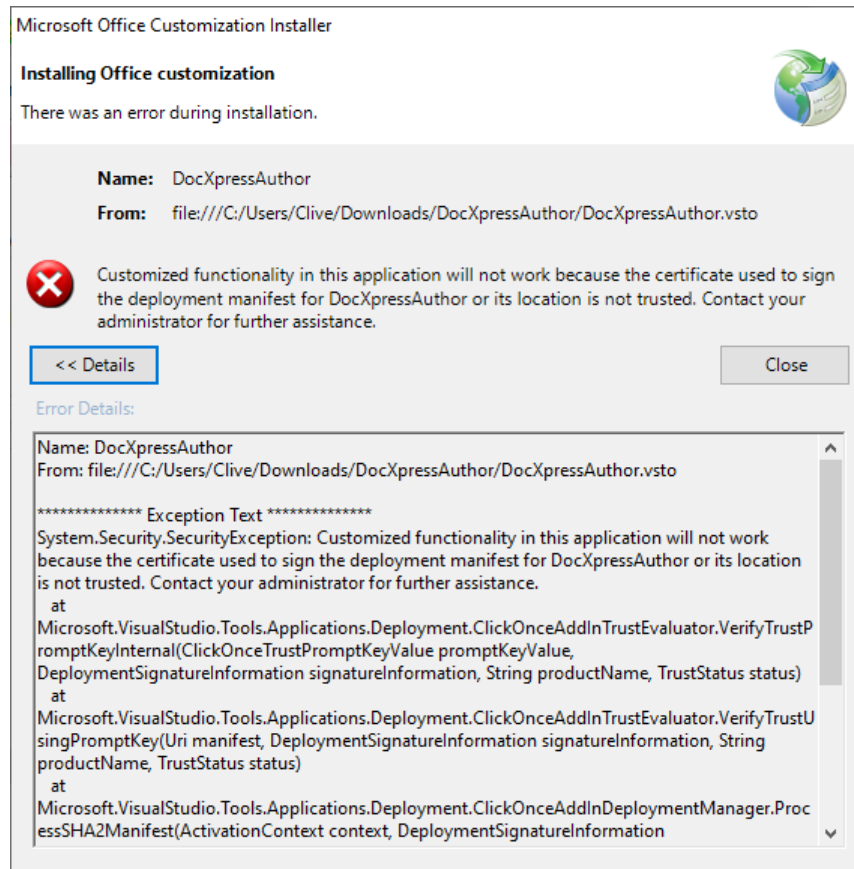 Microsoft Office Customization Installer
Installing Office customization
There was an error during installation.
Name: DocXpressAuthor
From: file:///C:/Users/Clive/Downloads/DocXpressAuthor/DocXpressAuthor.vsto
Customized functionality in this application will not work because the certificate used to sign
the deployment manifest for DocXpressAuthor or its location is not trusted. Contact your
administrator for further assistance.
<< Details
Close
Error Details:
Name: DocXpressAuthor
From: file:///C:/Users/Clive/Downloads/DocXpressAuthor/DocXpressAuthor.vsto
************** Exception Text **************
System.Security.SecurityException: Customized functionality in this application will not work
because the certificate used to sign the deployment manifest for DocXpressAuthor or its location
is not trusted. Contact your administrator for further assistance.
at
Microsoft.VisualStudio.Tools.Applications.Deployment.ClickOnceAddInTrustEvaluator.VerifyTrustP
romptKeyInternal(ClickOnceTrustPromptKeyValue promptKeyValue,
DeploymentSignatureInformation signatureInformation, String productName, TrustStatus status)
at
Microsoft.VisualStudio.Tools.Applications.Deployment.ClickOnceAddInTrustEvaluator.VerifyTrustU
singPromptKey(Uri manifest, DeploymentSignatureInformation signatureInformation, String
productName, TrustStatus status)
at
Microsoft.VisualStudio.Tools.Applications.Deployment.ClickOnceAddInDeploymentManager.Proc
essSHA2Manifest(ActivationContext context, DeploymentSignatureInformation